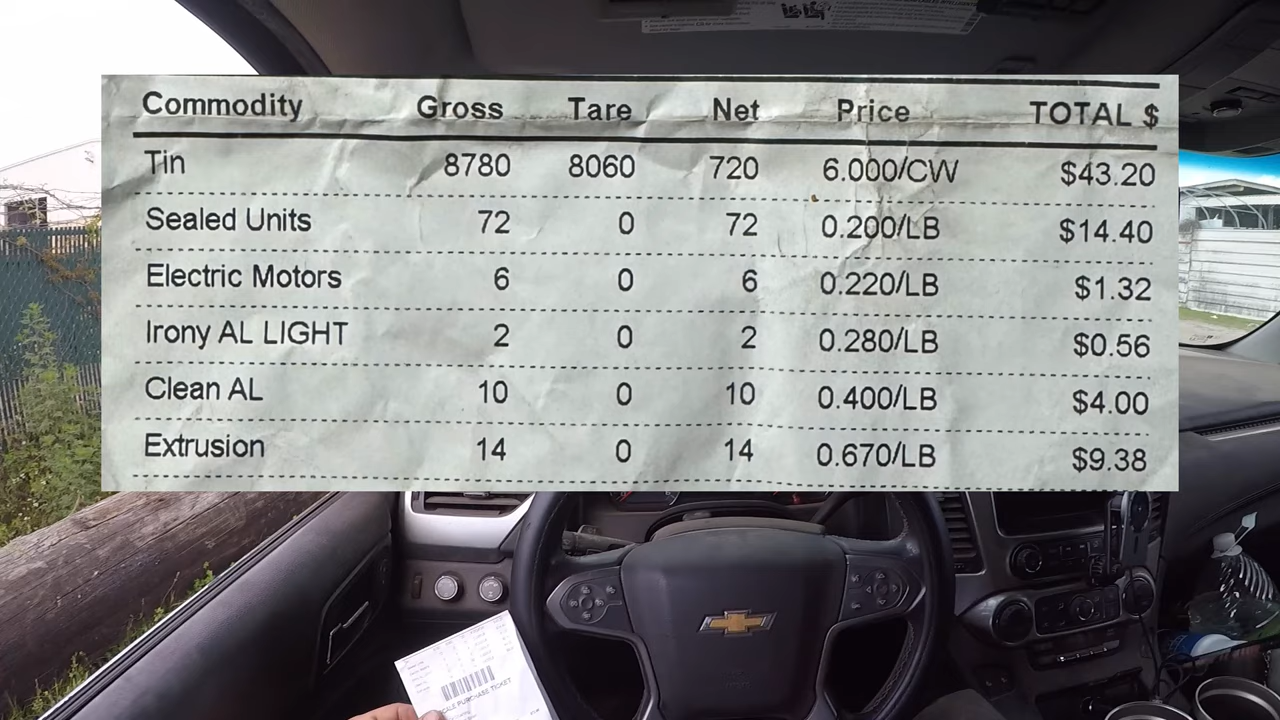 Commodity Gross Tare Net Price TOTAL $
Tin 8780 8060 720 6.000/CW $43.20
Sealed Units 72 0 72 0.200/LB $14.40
Electric Motors 6 0 6 0.220/LB $1.32
Irony AL LIGHT 2 0 2 0.280/LB $0.56
Clean AL 10 0 10 0.400/LB $4.00
Extrusion 14 0 14 0.670/LB $9.38
PURCHASE TICKET